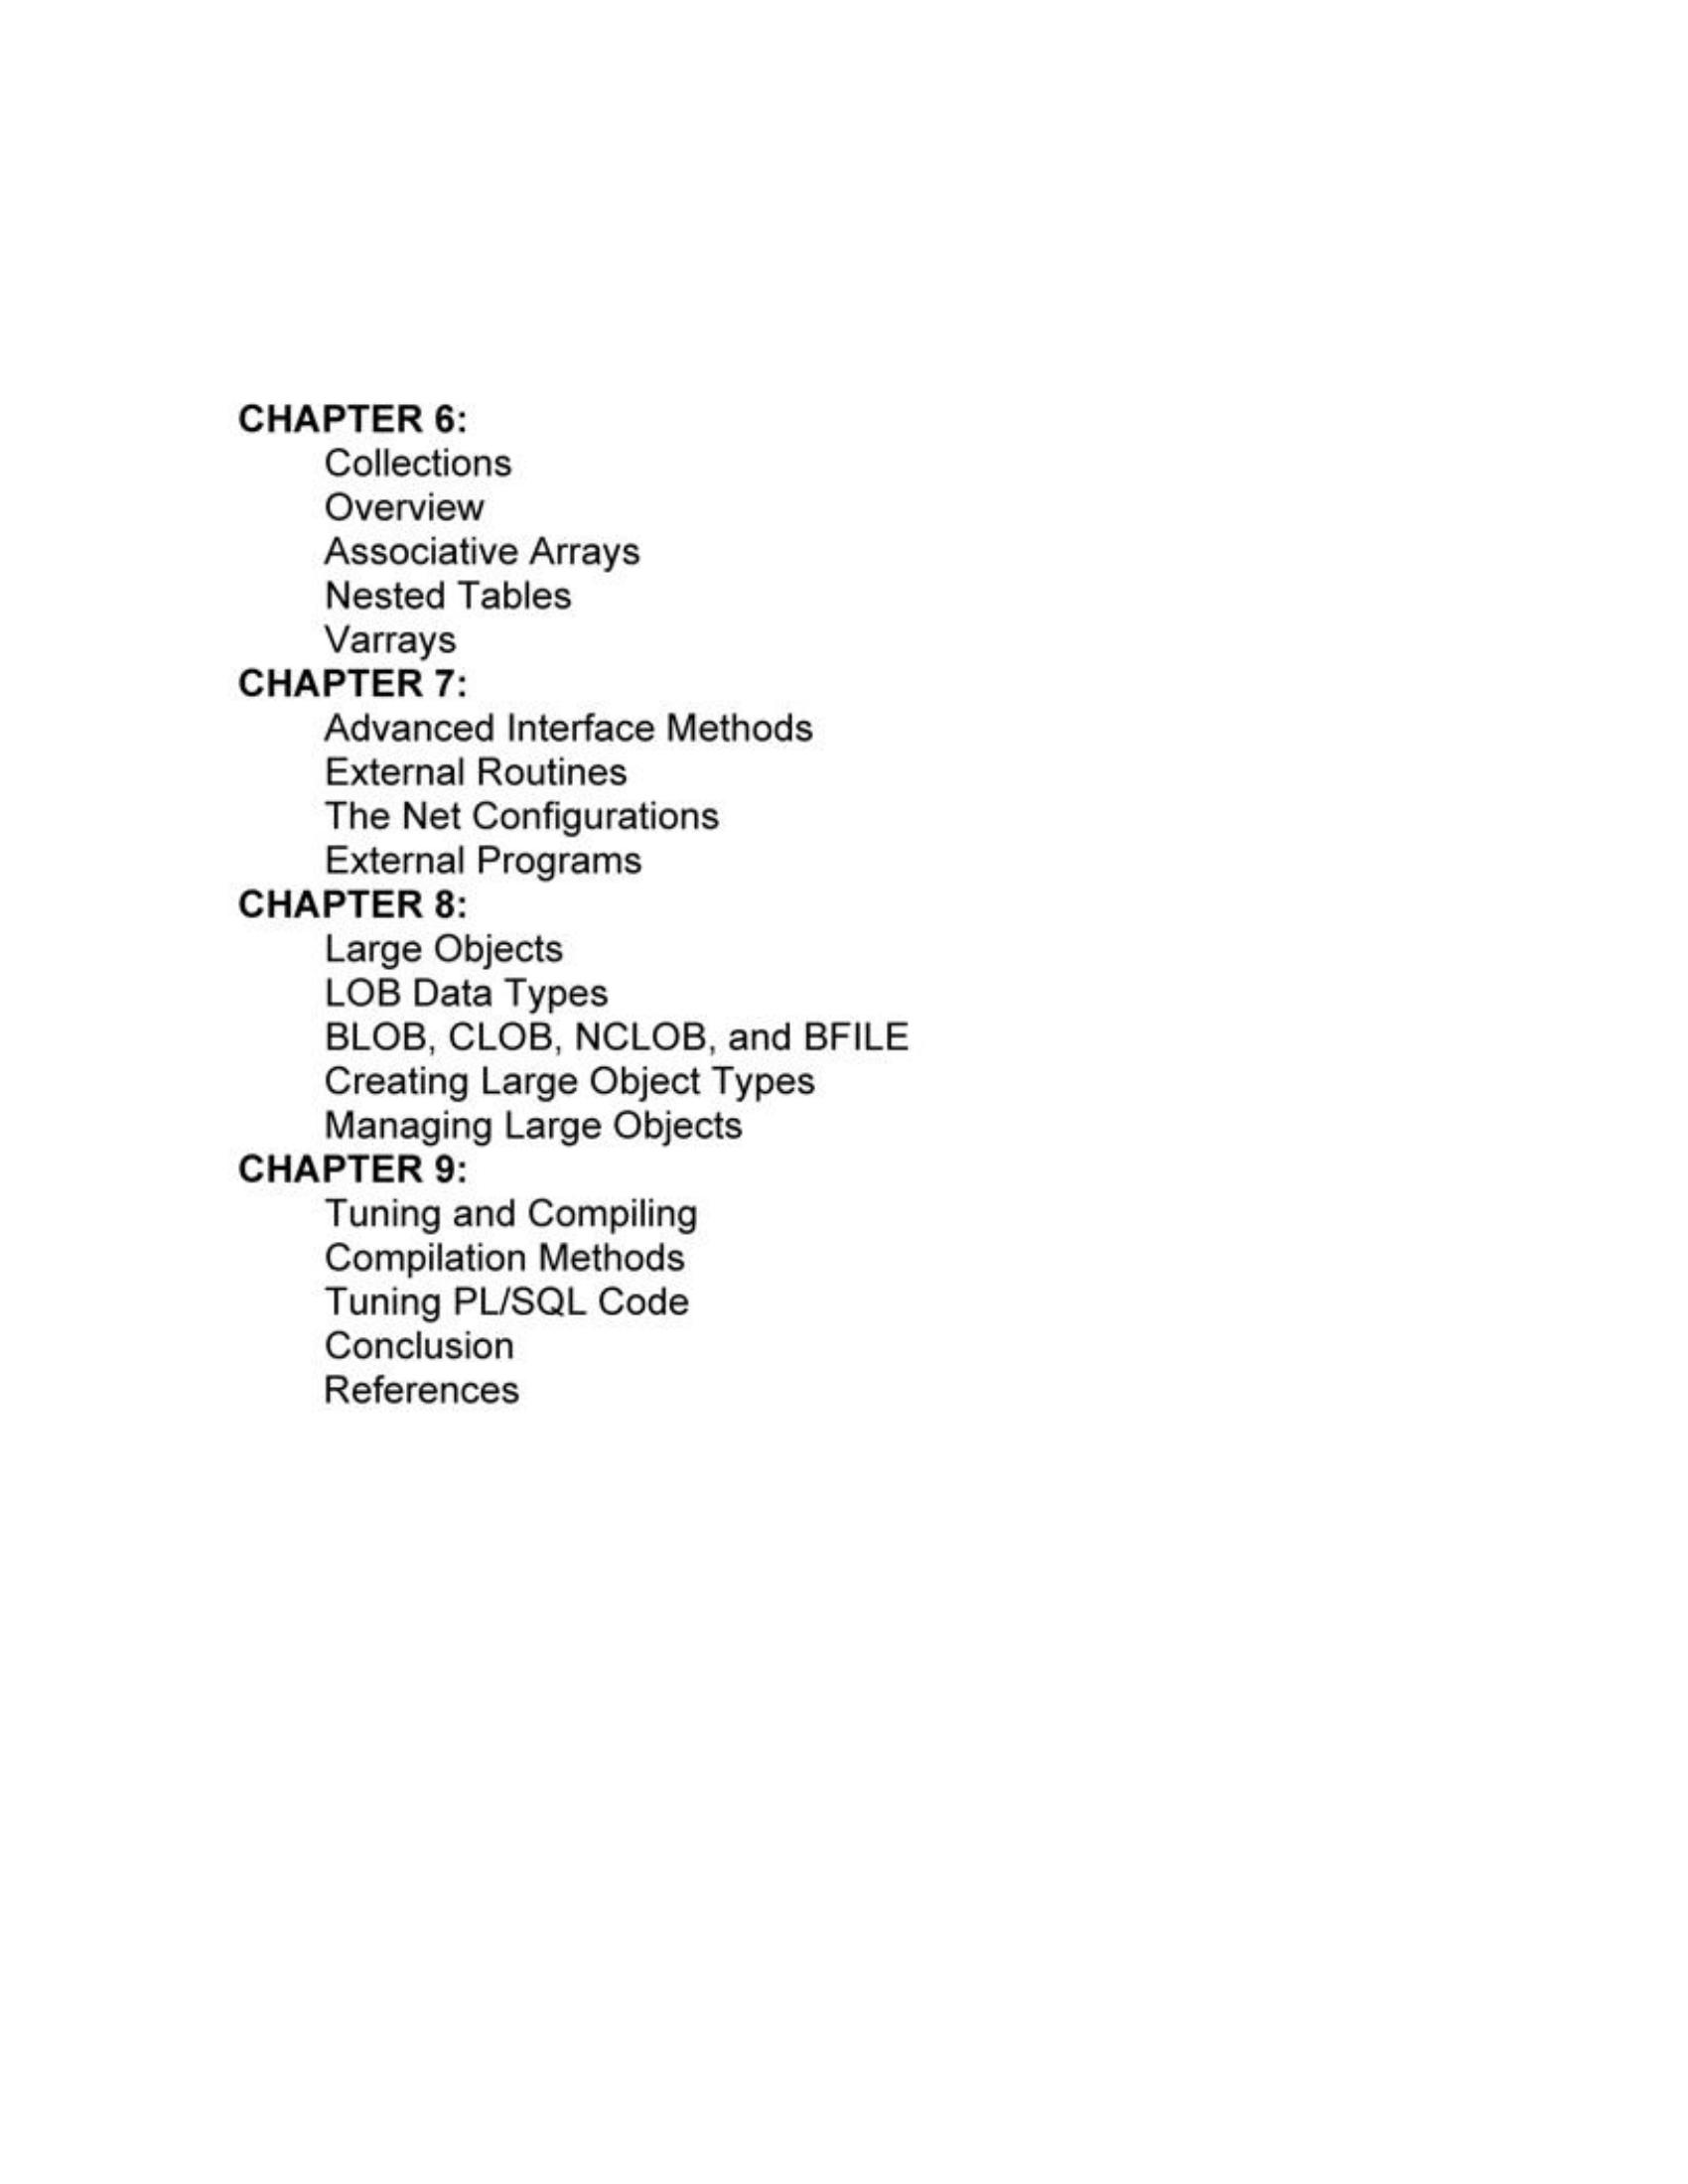 CHAPTER 6:
Collections
Overview
Associative Arrays
Nested Tables
Varrays
CHAPTER 7:
Advanced Interface Methods
External Routines
The Net Configurations
External Programs
CHAPTER 8:
Large Objects
LOB Data Types
BLOB, CLOB, NCLOB, and BFILE
Creating Large Object Types
Managing Large Objects
CHAPTER 9:
Tuning and Compiling
Compilation Methods
Tuning PL/SQL Code
Conclusion
References